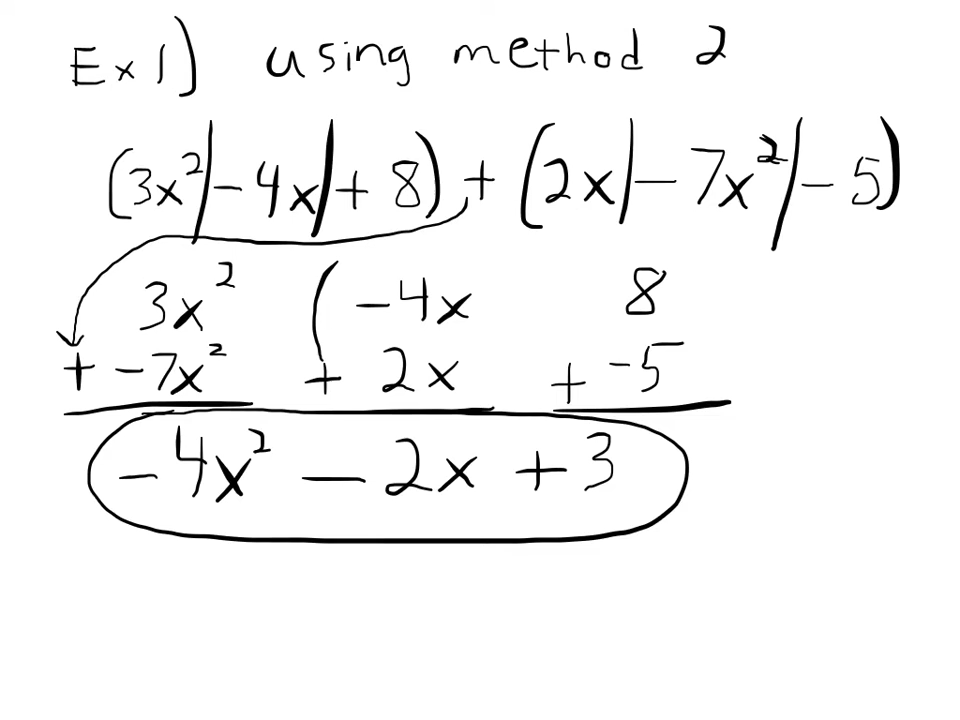 Ex 1) using method 2
(3x²|-4x|+ 8) + (2x|- 7x²|- 5)
3x² -4x 8
+ -7x² + 2x + -5
-4x² - 2x + 3